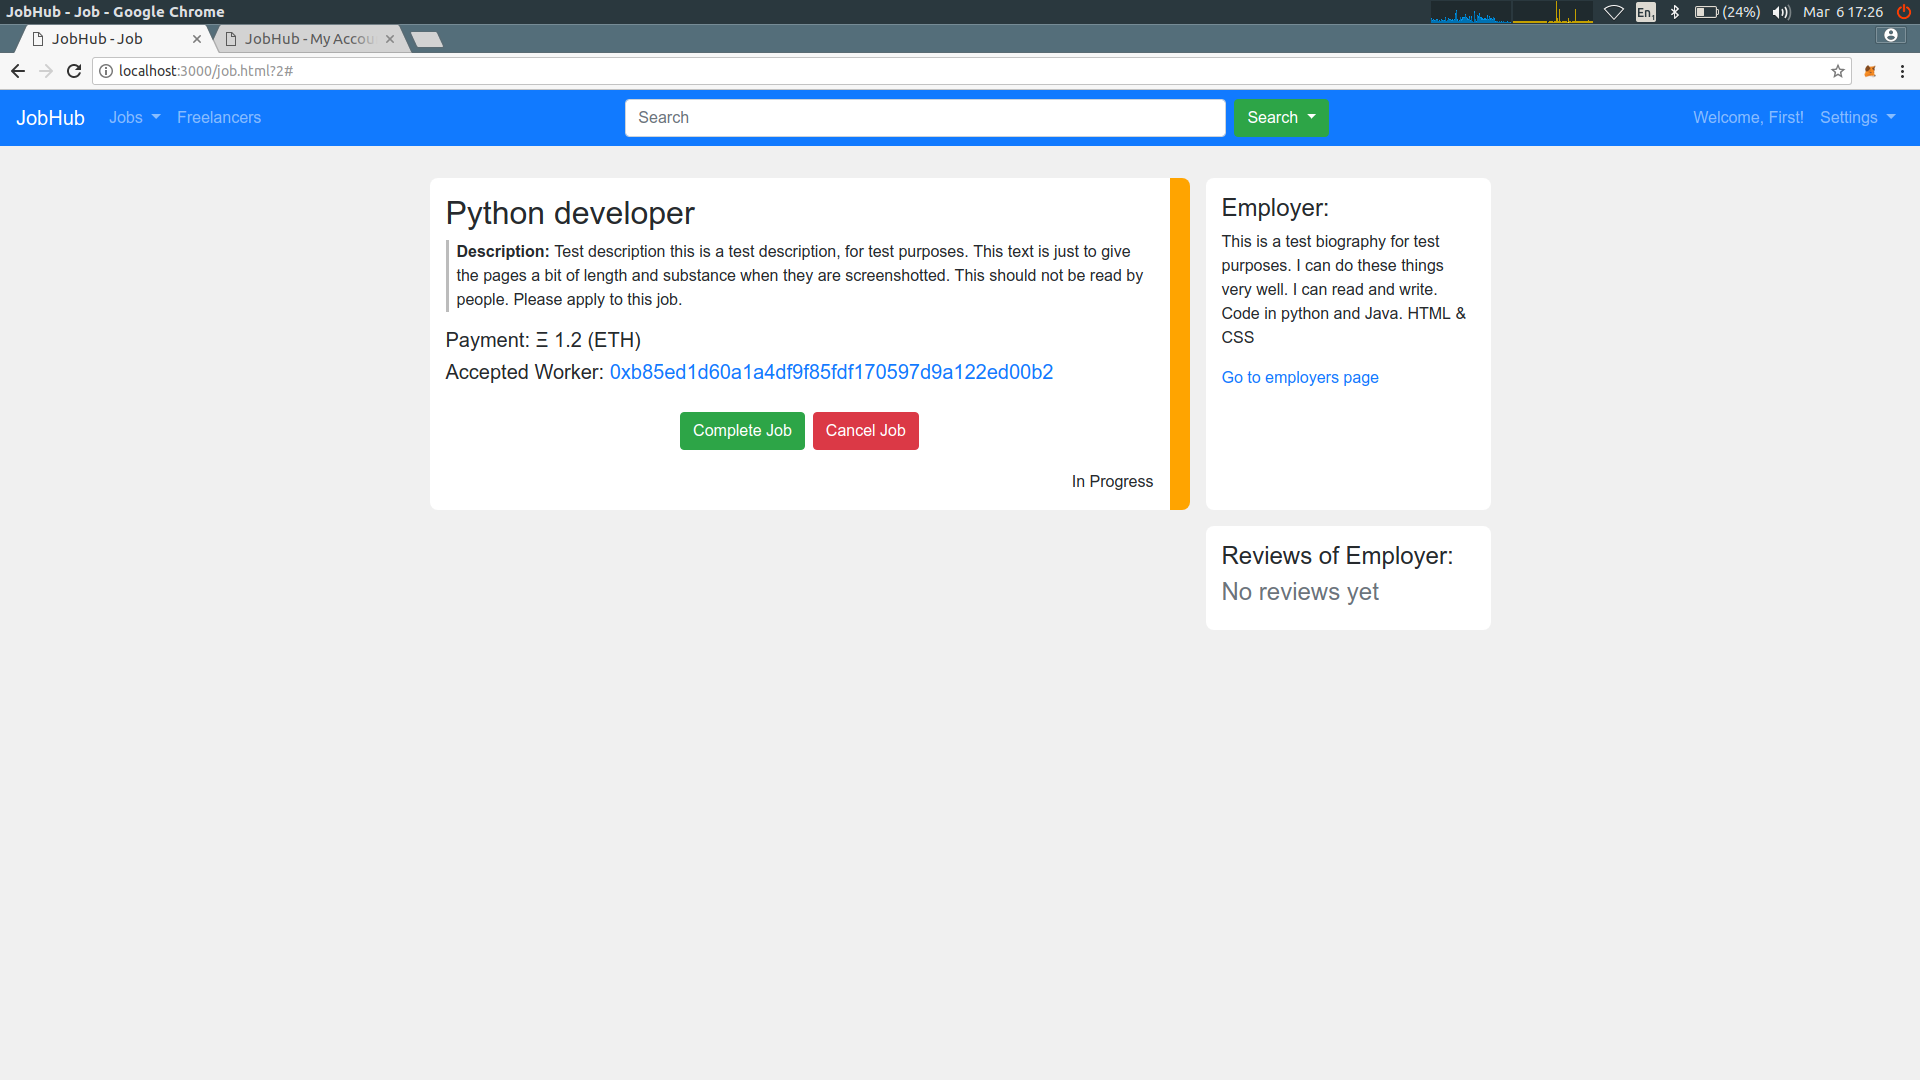 JobHub - Job - Google Chrome
En1
(24%)
Mar 6 17:26
JobHub - Job
JobHub - My Accou
localhost:3000/job.html?2#
JobHub
Jobs
Freelancers
Search
Search
Welcome, First!
Settings
Python developer
Description: Test description this is a test description, for test purposes. This text is just to give
the pages a bit of length and substance when they are screenshotted. This should not be read by
people. Please apply to this job.
Payment: Ξ 1.2 (ETH)
Accepted Worker: 0xb85ed1d60a1a4df9f85fdf170597d9a122ed00b2
Complete Job
Cancel Job
In Progress
Employer:
This is a test biography for test
purposes. I can do these things
very well. I can read and write.
Code in python and Java. HTML &
CSS
Go to employers page
Reviews of Employer:
No reviews yet